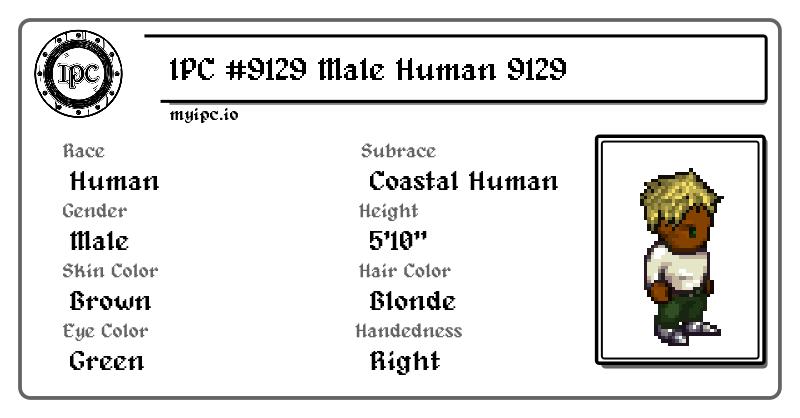 IPC
IPC #9129 Male Human 9129
myipc.io
Race
Human
Subrace
Coastal Human
Gender
Male
Height
5'10"
Skin Color
Brown
Hair Color
Blonde
Eye Color
Green
Handedness
Right